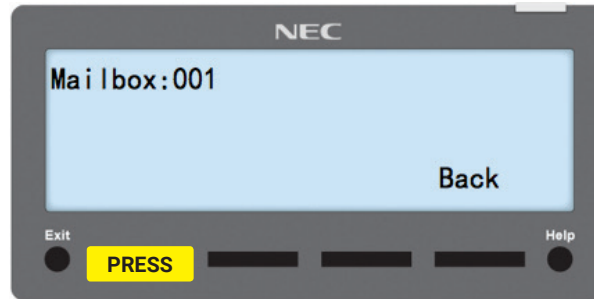 NEC
Mailbox:001
Back
Exit
Help
PRESS